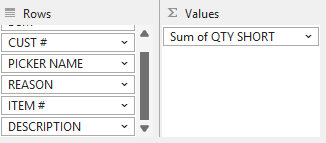 Rows
CUST #
PICKER NAME
REASON
ITEM #
DESCRIPTION
Σ Values
Sum of QTY SHORT